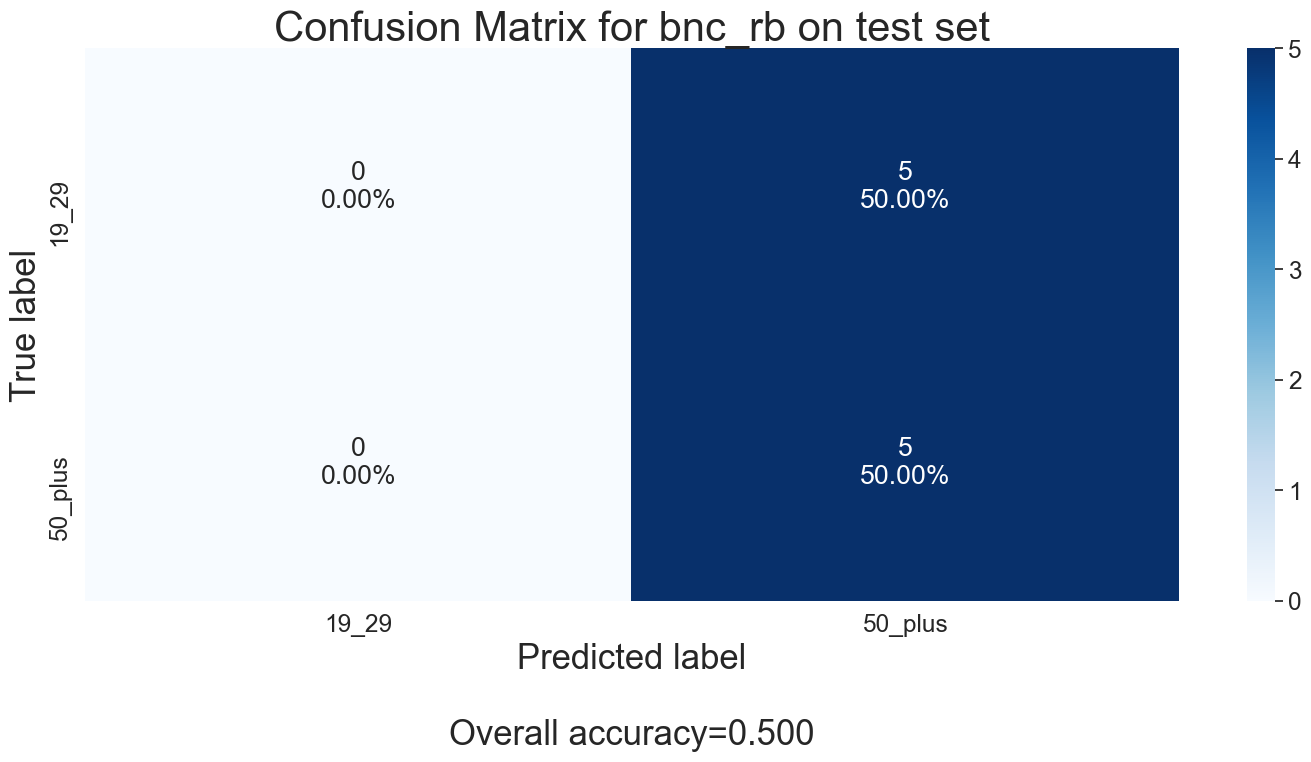 Confusion Matrix for bnc_rb on test set
True label
19_29
50_plus
0
0.00%
5
50.00%
0
0.00%
5
50.00%
19_29
50_plus
Predicted label
Overall accuracy=0.500
5
4
3
2
1
0